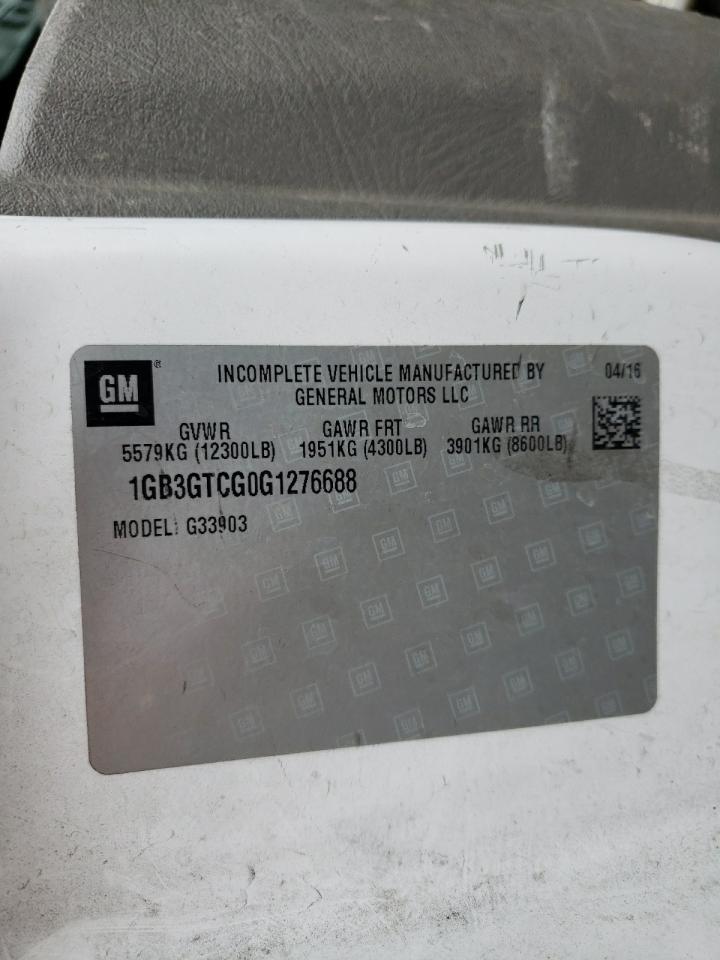 GM ®
INCOMPLETE VEHICLE MANUFACTURED BY
GENERAL MOTORS LLC
04/16
GVWR
5579KG (12300LB)
GAWR FRT
1951KG (4300LB)
GAWR RR
3901KG (8600LB)
1GB3GTCG0G1276688
MODEL: G33903